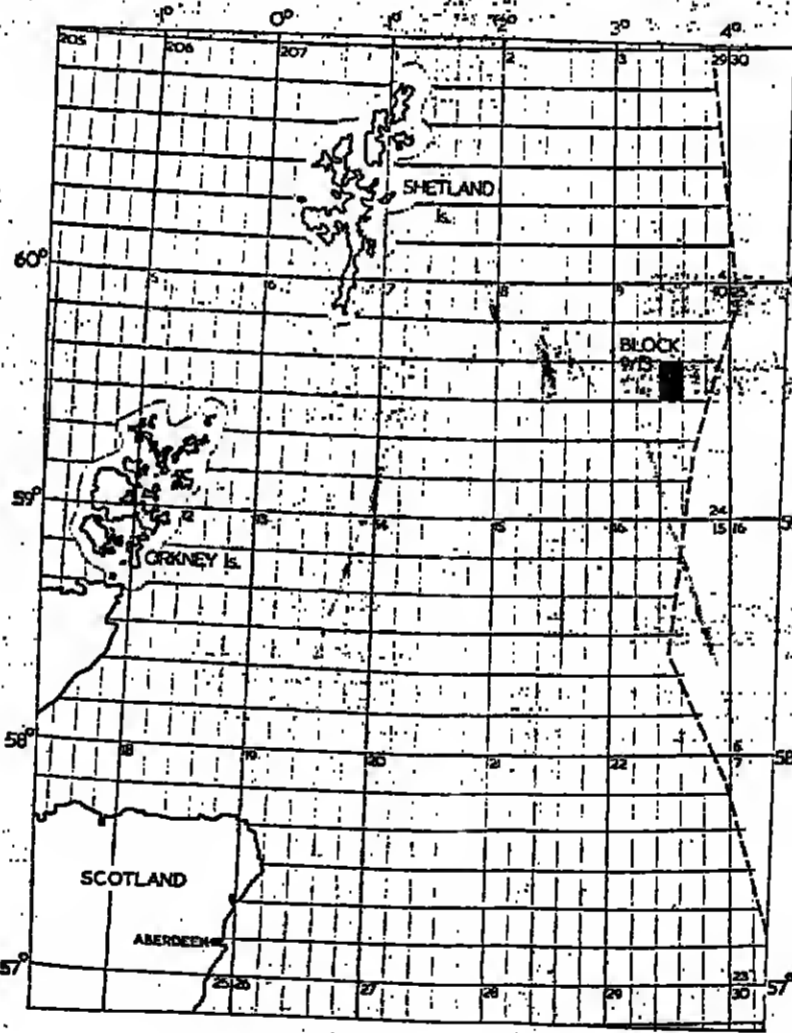 1° 0° 1° 2° 3° 4°
205 206 207 2 3 29 30
SHETLAND
Is.
60°
5 6 7 8 9 10
BLOCK
9/13
59°
12 13 14 15 16 24
15 16
ORKNEY Is.
58° 58
18 19 20 21 22 7
SCOTLAND
ABERDEEN
57° 57°
25 26 27 28 29 23
30